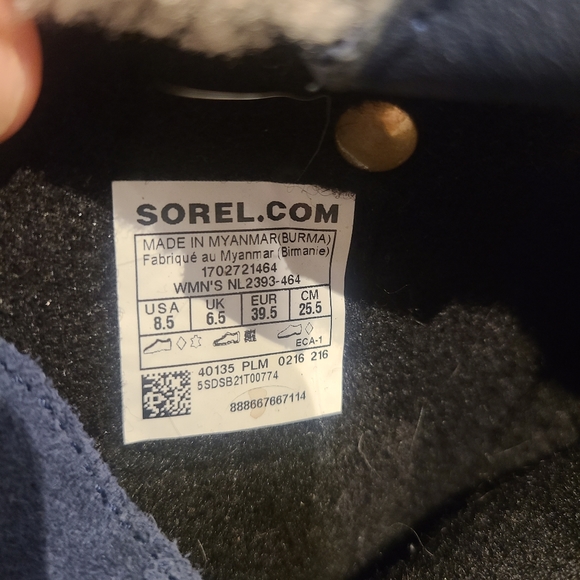 SOREL.COM
MADE IN MYANMAR(BURMA)
Fabriqué au Myanmar (Birmanie)
1702721464
WMN'S NL2393-464
USA UK EUR CM
8.5 6.5 39.5 25.5
ECA-1
40135 PLM 0216 216
5SDSB21T00774
888667667114